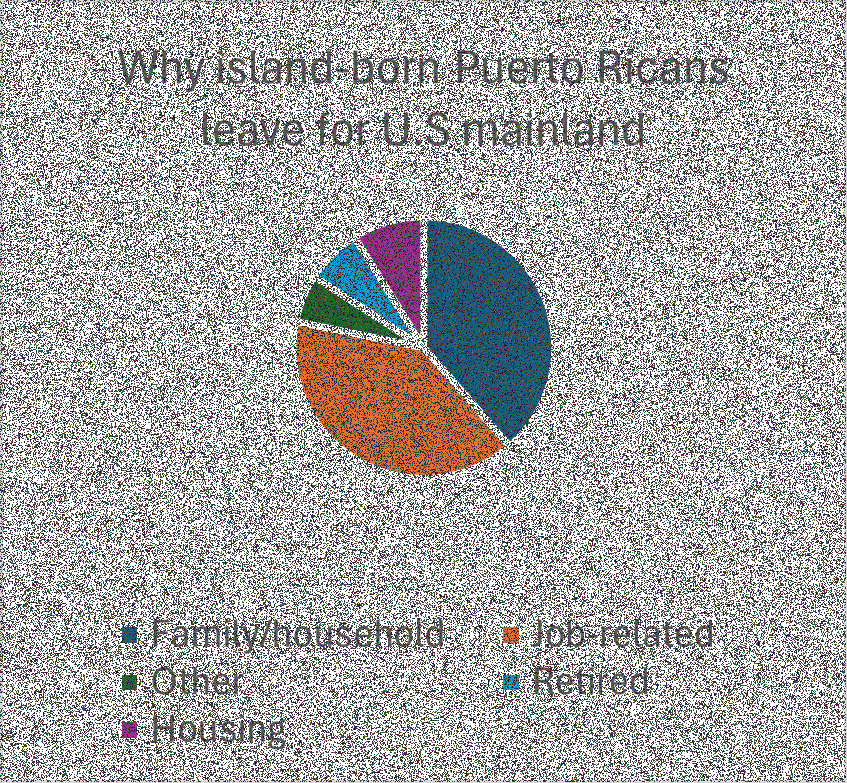 Why island-born Puerto Ricans
leave for U.S mainland
Family/household
Job-related
Other
Retired
Housing